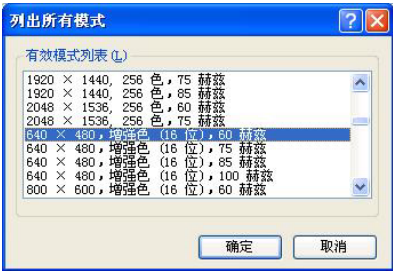 列出所有模式
有效模式列表(L)
1920 × 1440, 256 色，75 赫兹
1920 × 1440, 256 色，85 赫兹
2048 × 1536, 256 色，60 赫兹
2048 × 1536, 256 色，75 赫兹
640 × 480，增强色 (16 位)，60 赫兹
640 × 480，增强色 (16 位)，75 赫兹
640 × 480，增强色 (16 位)，85 赫兹
640 × 480，增强色 (16 位)，100 赫兹
800 × 600，增强色 (16 位)，60 赫兹
确定
取消